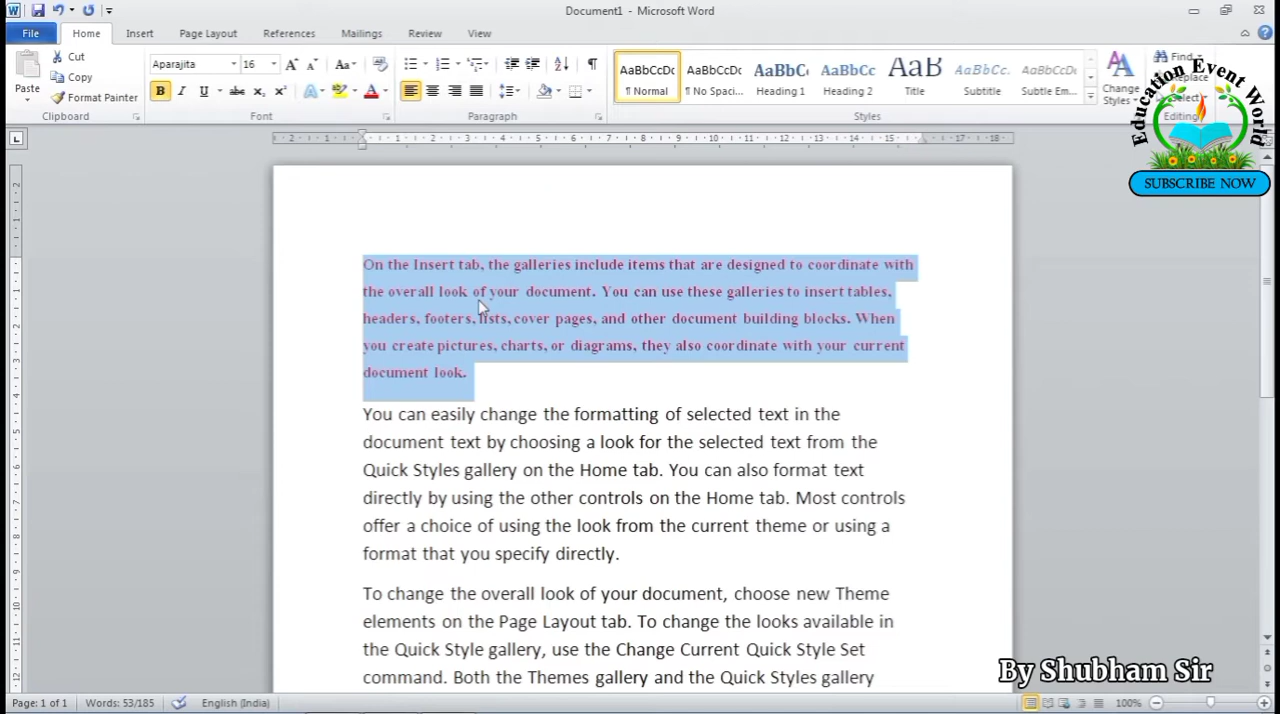 Document1 - Microsoft Word
File Home Insert Page Layout References Mailings Review View
Cut
Copy
Format Painter
Paste
Clipboard
Aparajita 16
Font
Paragraph
AaBbCcDc AaBbCcDc AaBbC AaBbCc AaB AaBbCc. AaBbCcDc
¶ Normal ¶ No Spaci... Heading 1 Heading 2 Title Subtitle Subtle Em...
Change
Styles
Styles
Find
Replace
Select
Editing
Education Event World
SUBSCRIBE NOW
On the Insert tab, the galleries include items that are designed to coordinate with
the overall look of your document. You can use these galleries to insert tables,
headers, footers, lists, cover pages, and other document building blocks. When
you create pictures, charts, or diagrams, they also coordinate with your current
document look.
You can easily change the formatting of selected text in the
document text by choosing a look for the selected text from the
Quick Styles gallery on the Home tab. You can also format text
directly by using the other controls on the Home tab. Most controls
offer a choice of using the look from the current theme or using a
format that you specify directly.
To change the overall look of your document, choose new Theme
elements on the Page Layout tab. To change the looks available in
the Quick Style gallery, use the Change Current Quick Style Set
command. Both the Themes gallery and the Quick Styles gallery
By Shubham Sir
Page: 1 of 1 Words: 53/185 English (India) 100%